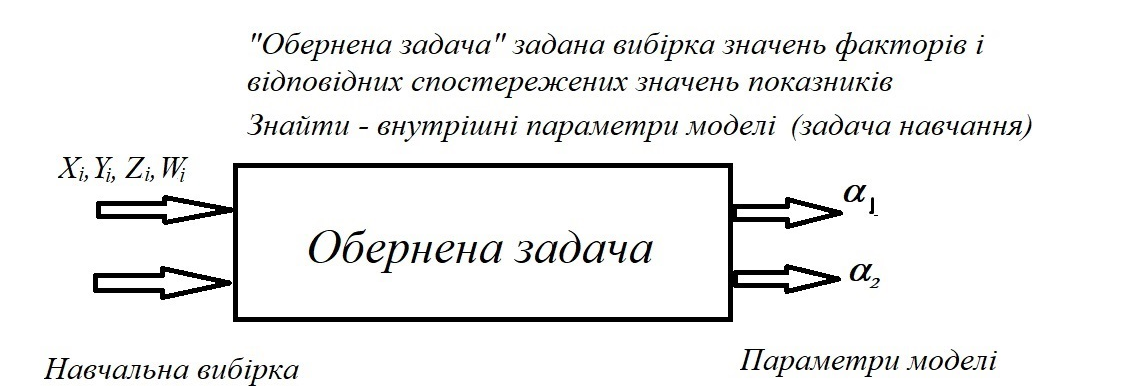 "Обернена задача" задана вибірка значень факторів і
відповідних спостережених значень показників
Знайти - внутрішні параметри моделі (задача навчання)
Xi, Yi, Zi, Wi
α1
Обернена задача
α2
Навчальна вибірка
Параметри моделі